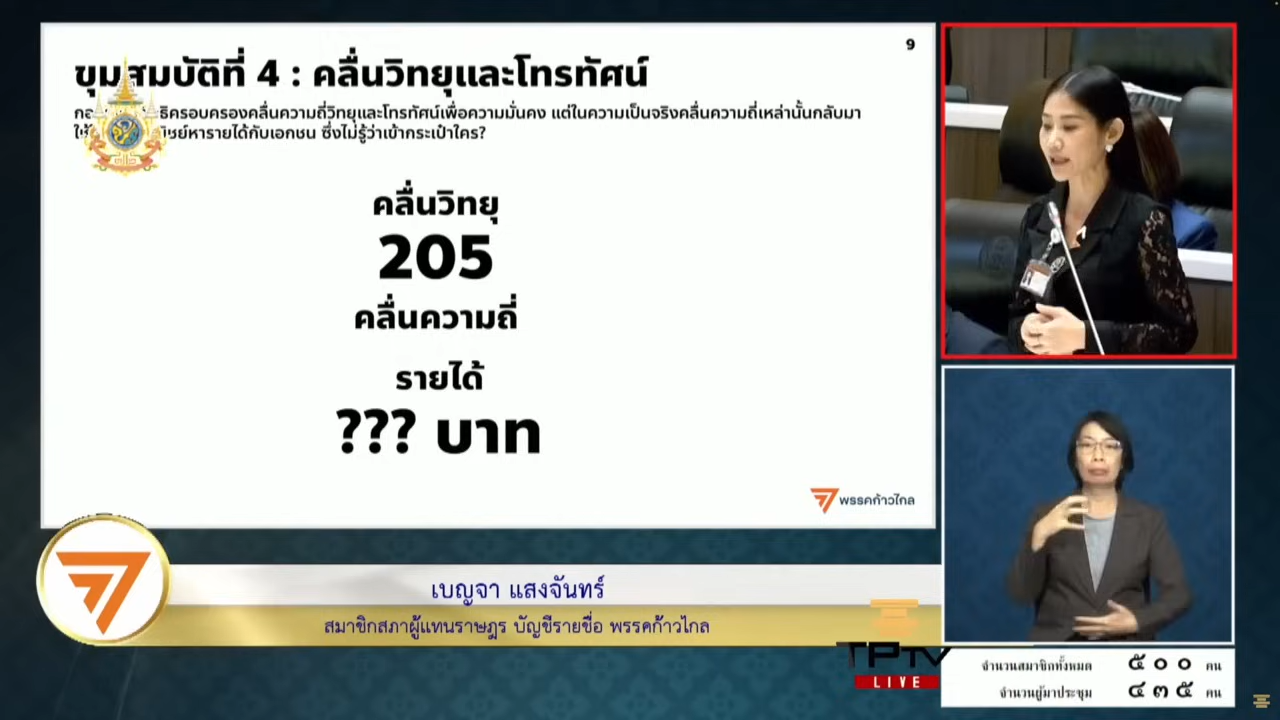 9
ขุมสมบัติที่ 4 : คลื่นวิทยุและโทรทัศน์
ครอบครองคลื่นความถี่วิทยุและโทรทัศน์เพื่อความมั่นคง แต่ในความเป็นจริงคลื่นความถี่เหล่านั้นกลับมา
หารายได้กับเอกชน ซึ่งไม่รู้ว่าเข้ากระเป๋าใคร?
คลื่นวิทยุ
205
คลื่นความถี่
รายได้
??? บาท
พรรคก้าวไกล
เบญจา แสงจันทร์
สมาชิกสภาผู้แทนราษฎร บัญชีรายชื่อ พรรคก้าวไกล
TPTV
LIVE
จำนวนสมาชิกทั้งหมด ๕๐๐ คน
จำนวนผู้มาประชุม ๔๓๕ คน